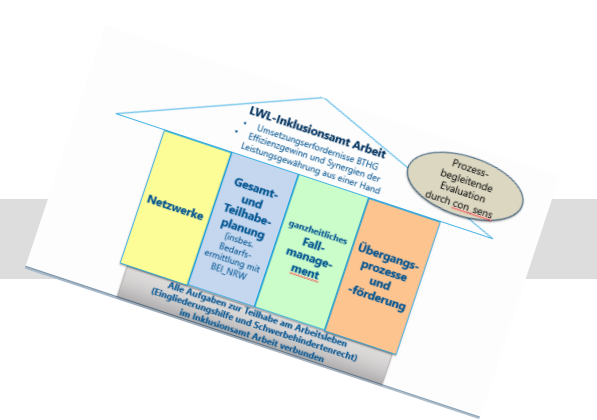 LWL-Inklusionsamt Arbeit
• Umsetzungserfordernisse BTHG
• Effizienzgewinn und Synergien der
Leistungsgewährung aus einer Hand
Prozess-
begleitende
Evaluation
durch con_sens
Netzwerke
Gesamt-
und
Teilhabe-
planung
(insbes.
Bedarfs-
ermittlung mit
BEI_NRW
ganzheitliches
Fall-
manage-
ment
Übergangs-
prozesse
und
-förderung
Alle Aufgaben zur Teilhabe am Arbeitsleben
(Eingliederungshilfe und Schwerbehindertenrecht)
im Inklusionsamt Arbeit verbunden